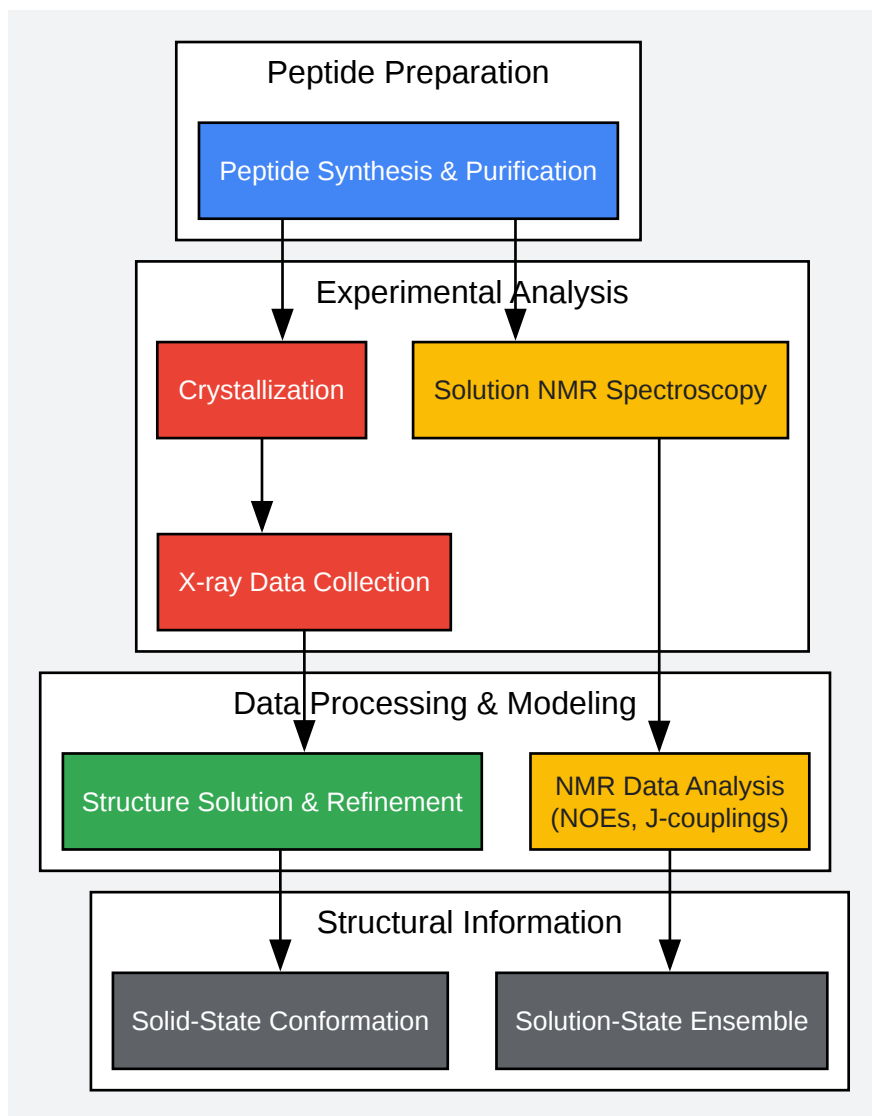 Peptide Preparation
Peptide Synthesis & Purification
Experimental Analysis
Crystallization
Solution NMR Spectroscopy
X-ray Data Collection
Data Processing & Modeling
Structure Solution & Refinement
NMR Data Analysis
(NOEs, J-couplings)
Structural Information
Solid-State Conformation
Solution-State Ensemble